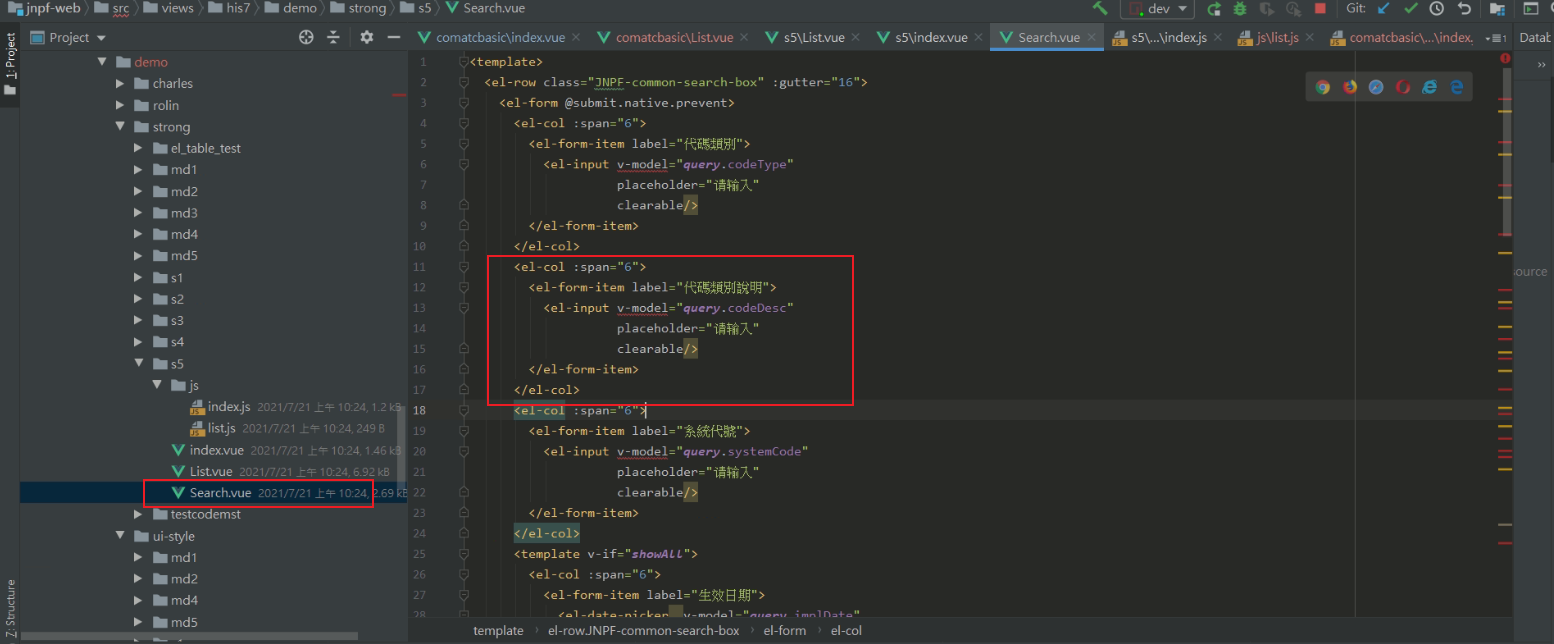 jnpf-web src views his7 demo strong s5 Search.vue dev Git:
Project comatcbasic\index.vue comatcbasic\List.vue s5\List.vue s5\index.vue Search.vue s5\...\index.js js\list.js comatcbasic\...\index. Datab
1: Project
Z: Structure
demo
charles
rolin
strong
el_table_test
md1
md2
md3
md4
md5
s1
s2
s3
s4
s5
js
index.js 2021/7/21 上午 10:24, 1.2 kB
list.js 2021/7/21 上午 10:24, 249 B
index.vue 2021/7/21 上午 10:24, 1.46 kB
List.vue 2021/7/21 上午 10:24, 6.92 kB
Search.vue 2021/7/21 上午 10:24, 2.69 kB
testcodemst
ui-style
md1
md2
md4
md5
1 <template>
2 <el-row class="JNPF-common-search-box" :gutter="16">
3 <el-form @submit.native.prevent>
4 <el-col :span="6">
5 <el-form-item label="代碼類別">
6 <el-input v-model="query.codeType"
7 placeholder="请输入"
8 clearable/>
9 </el-form-item>
10 </el-col>
11 <el-col :span="6">
12 <el-form-item label="代碼類別說明">
13 <el-input v-model="query.codeDesc"
14 placeholder="请输入"
15 clearable/>
16 </el-form-item>
17 </el-col>
18 <el-col :span="6">
19 <el-form-item label="系統代號">
20 <el-input v-model="query.systemCode"
21 placeholder="请输入"
22 clearable/>
23 </el-form-item>
24 </el-col>
25 <template v-if="showAll">
26 <el-col :span="6">
27 <el-form-item label="生效日期">
28 <el-date-picker v-model="query.implDate"
ource
template el-row.JNPF-common-search-box el-form el-col